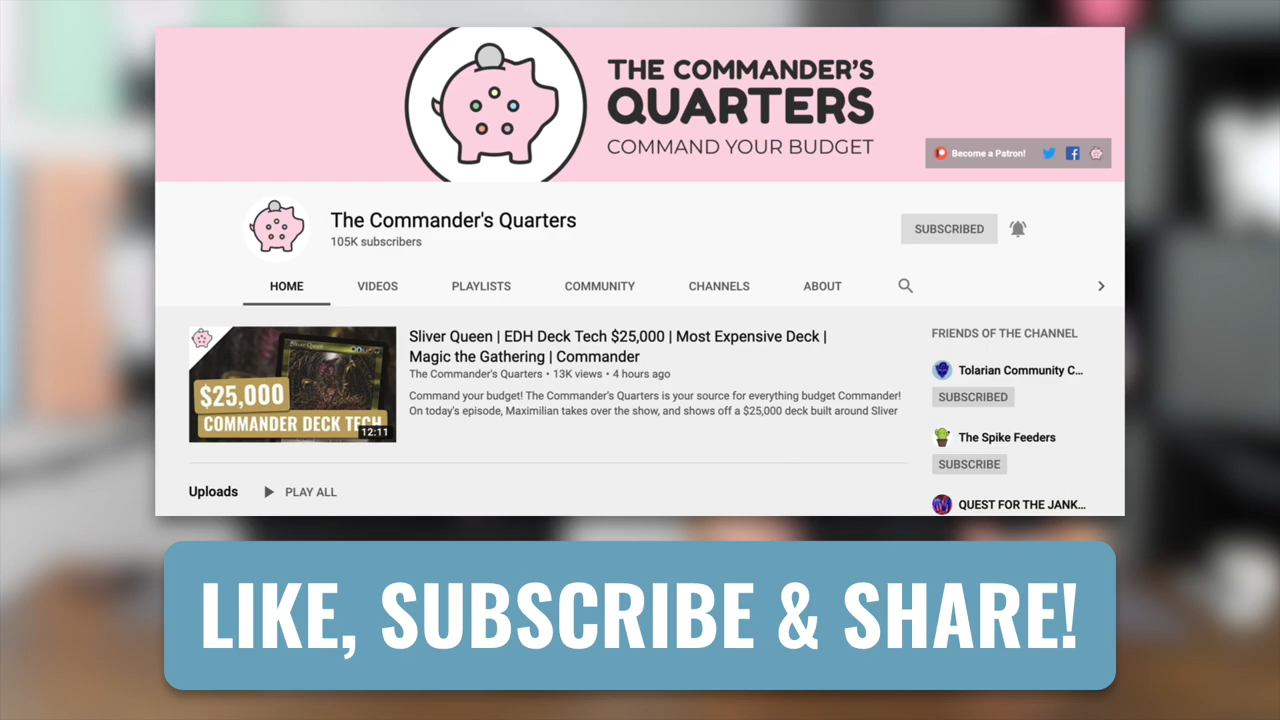 THE COMMANDER'S
QUARTERS
COMMAND YOUR BUDGET
Become a Patron!
The Commander's Quarters
105K subscribers
SUBSCRIBED
HOME VIDEOS PLAYLISTS COMMUNITY CHANNELS ABOUT
Sliver Queen
$25,000
COMMANDER DECK TECH
12:11
Sliver Queen | EDH Deck Tech $25,000 | Most Expensive Deck |
Magic the Gathering | Commander
The Commander's Quarters • 13K views • 4 hours ago
Command your budget! The Commander's Quarters is your source for everything budget Commander!
On today's episode, Maximilian takes over the show, and shows off a $25,000 deck built around Sliver
FRIENDS OF THE CHANNEL
Tolarian Community C...
SUBSCRIBED
The Spike Feeders
SUBSCRIBE
QUEST FOR THE JANK...
Uploads PLAY ALL
LIKE, SUBSCRIBE & SHARE!